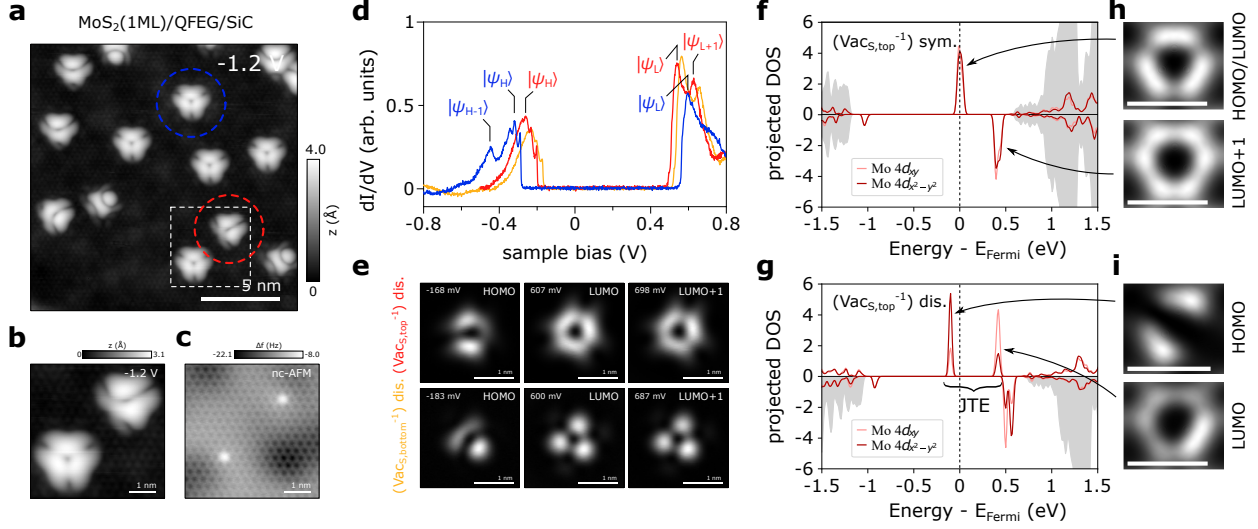 a
MoS₂(1ML)/QFEG/SiC
-1.2 V
5 nm
4.0
z (Å)
0
b
0 z (Å) 3.1
-1.2 V
1 nm
c
-22.1 Δf (Hz) -8.0
nc-AFM
1 nm
d
1
0.5
0
dI/dV (arb. units)
|ψH-1⟩
|ψH⟩
|ψH⟩
|ψL⟩
|ψL+1⟩
|ψL⟩
-0.8 -0.4 0 0.4 0.8
sample bias (V)
e
(VacS,top⁻¹) dis.
-168 mV HOMO
1 nm
607 mV LUMO
1 nm
698 mV LUMO+1
1 nm
(VacS,bottom⁻¹) dis.
-183 mV HOMO
1 nm
600 mV LUMO
1 nm
687 mV LUMO+1
1 nm
f
projected DOS
6
4
2
0
-2
-4
-6
(VacS,top⁻¹) sym.
Mo 4dxy
Mo 4dx²−y²
-1.5 -1.0 -0.5 0 0.5 1.0 1.5
Energy - EFermi (eV)
g
projected DOS
6
4
2
0
-2
-4
-6
(VacS,top⁻¹) dis.
JTE
Mo 4dxy
Mo 4dx²−y²
-1.5 -1.0 -0.5 0 0.5 1.0 1.5
Energy - EFermi (eV)
h
HOMO/LUMO
LUMO+1
i
HOMO
LUMO